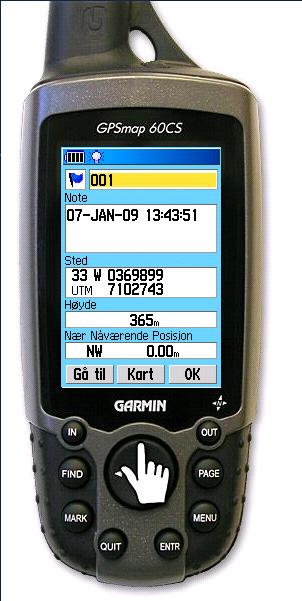 GPSmap 60CS
001
Note
07-JAN-09 13:43:51
Sted
33 W 0369899
UTM 7102743
Høyde
365m
Nær Nåværende Posisjon
NW 0.00m
Gå til Kart OK
GARMIN
N
IN OUT
FIND PAGE
MARK MENU
QUIT ENTR